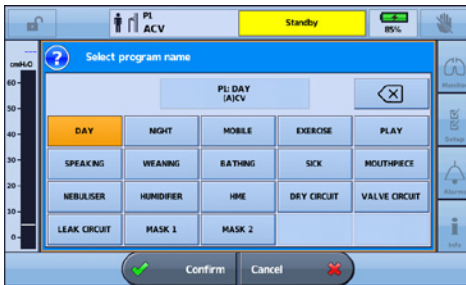 P1
ACV
Standby
85%
cmH₂O
60-
50-
40-
30-
20-
10-
0-
? Select program name
P1: DAY
(A)CV
DAY NIGHT MOBILE EXERCISE PLAY
SPEAKING WEANING BATHING SICK MOUTHPIECE
NEBULISER HUMIDIFIER HME DRY CIRCUIT VALVE CIRCUIT
LEAK CIRCUIT MASK 1 MASK 2
Confirm Cancel
Monitor
Setup
Alarms
Info